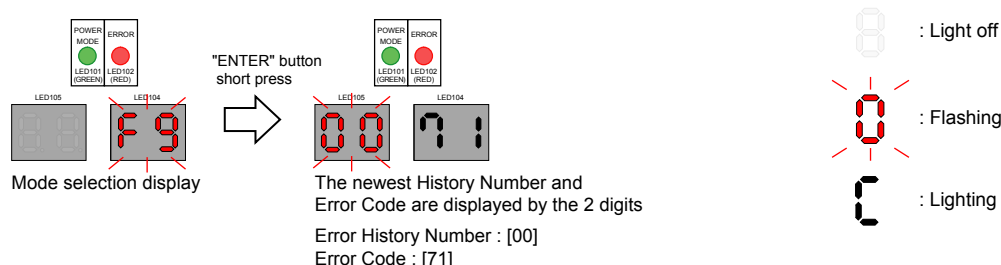 POWER
MODE
ERROR
LED101
(GREEN)
LED102
(RED)
LED105
LED104
F9
Mode selection display
"ENTER" button
short press
POWER
MODE
ERROR
LED101
(GREEN)
LED102
(RED)
LED105
LED104
00
71
The newest History Number and
Error Code are displayed by the 2 digits
Error History Number : [00]
Error Code : [71]
: Light off
0
: Flashing
C
: Lighting